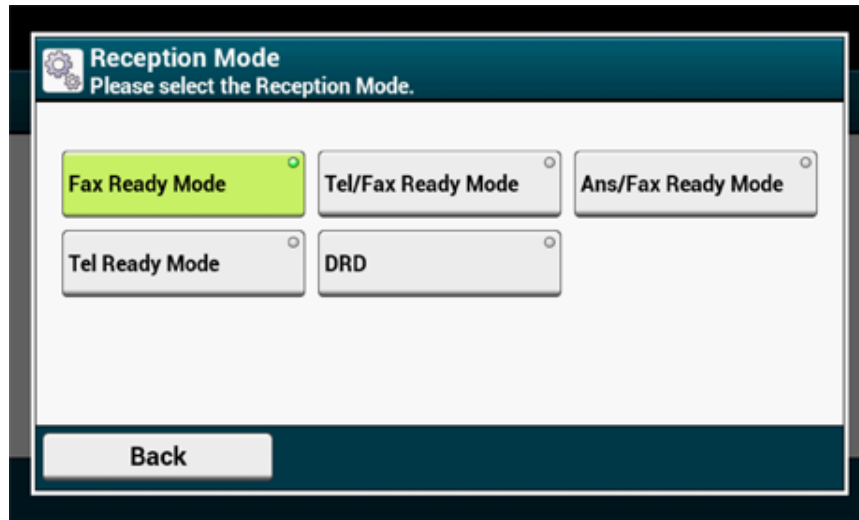 Reception Mode
Please select the Reception Mode.
Fax Ready Mode
Tel/Fax Ready Mode
Ans/Fax Ready Mode
Tel Ready Mode
DRD
Back